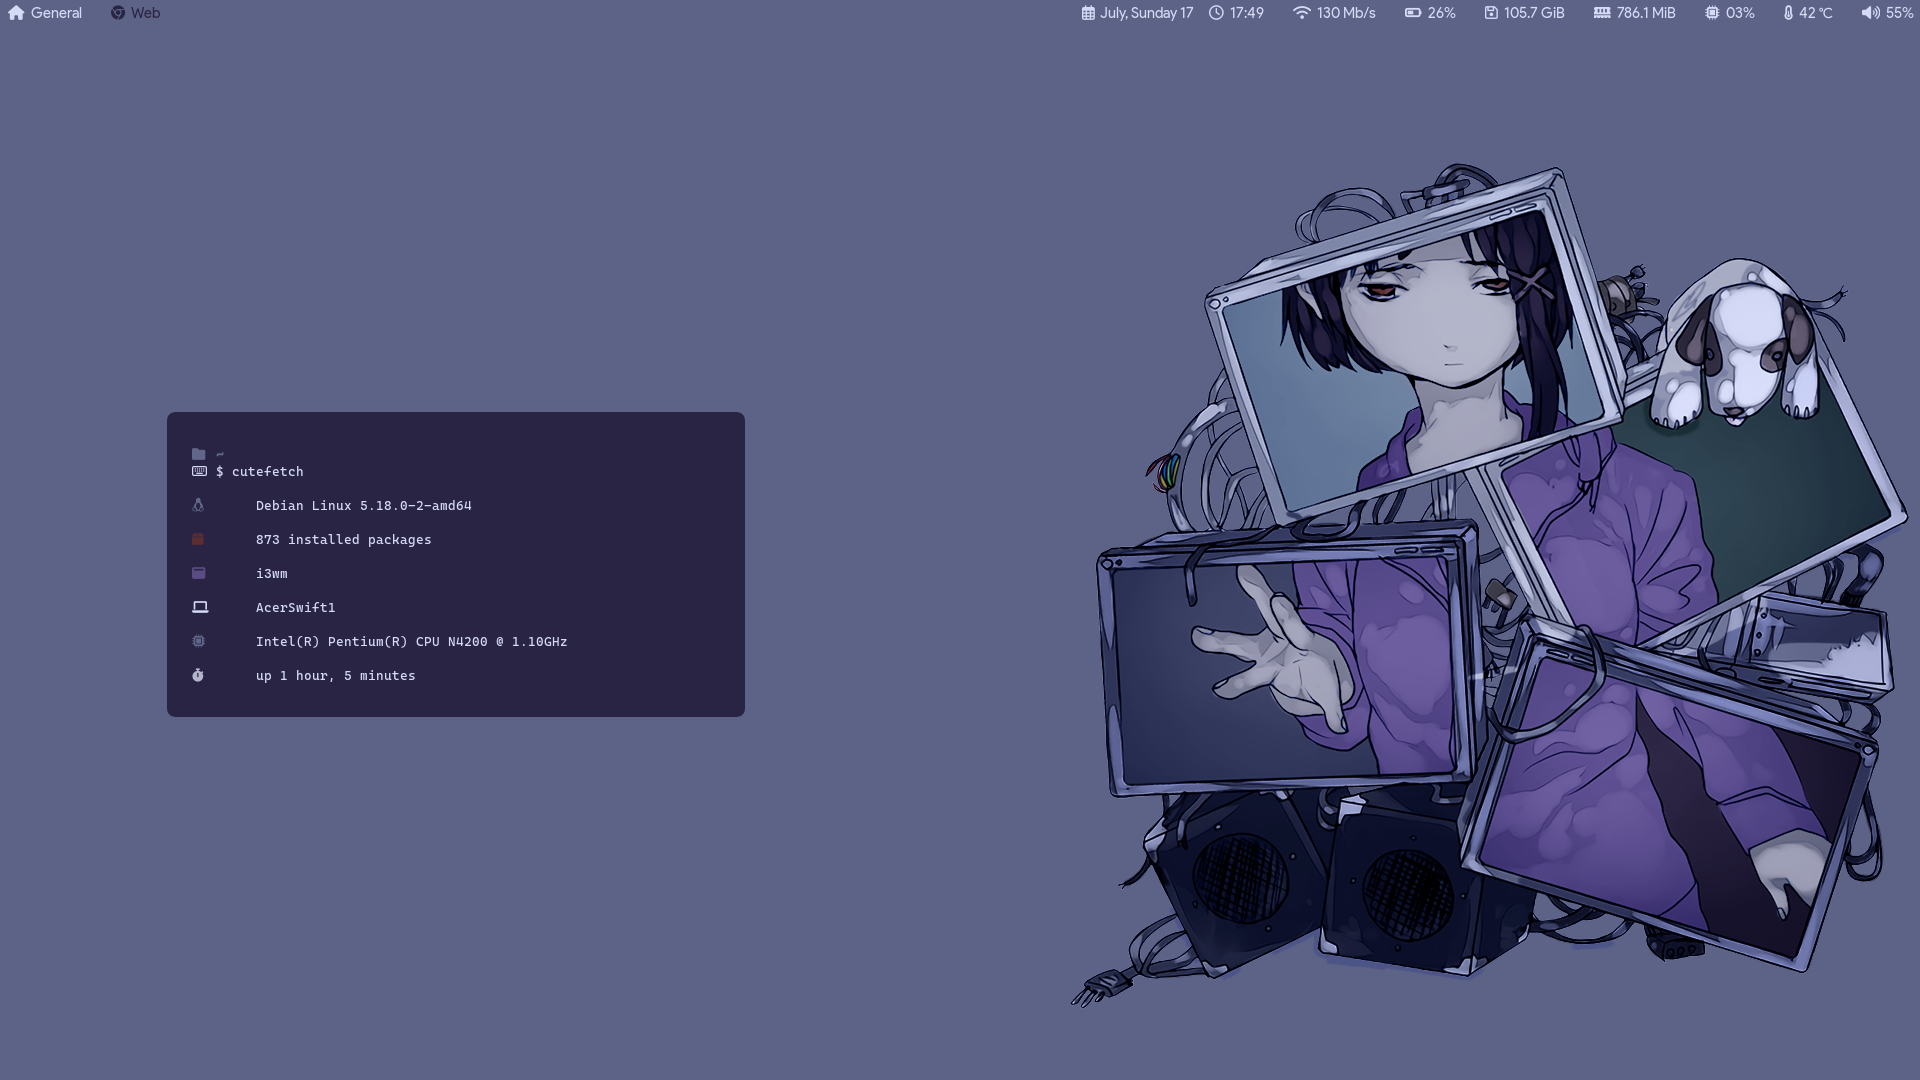 General Web July, Sunday 17 17:49 130 Mb/s 26% 105.7 GiB 786.1 MiB 03% 42 °C 55%
~
$ cutefetch
Debian Linux 5.18.0-2-amd64
873 installed packages
i3wm
AcerSwift1
Intel(R) Pentium(R) CPU N4200 @ 1.10GHz
up 1 hour, 5 minutes